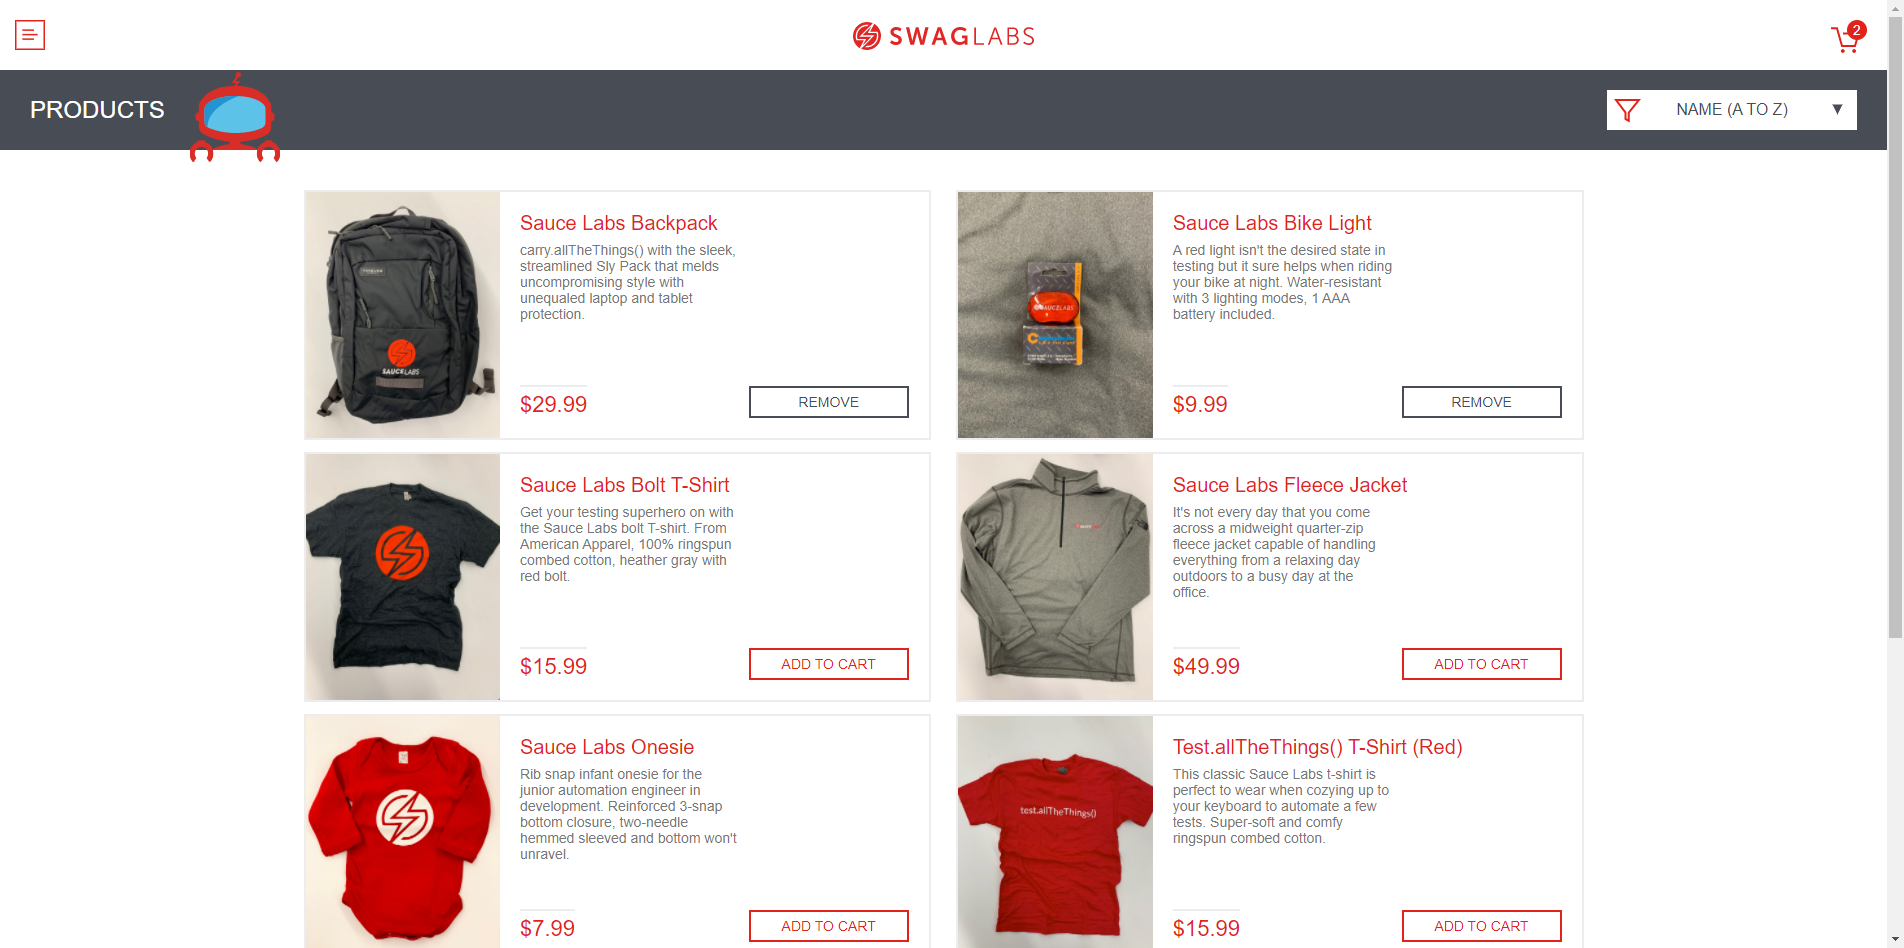 SWAGLABS
2
PRODUCTS
NAME (A TO Z)
Sauce Labs Backpack
carry.allTheThings() with the sleek,
streamlined Sly Pack that melds
uncompromising style with
unequaled laptop and tablet
protection.
$29.99
REMOVE
SAUCELABS
Sauce Labs Bike Light
A red light isn't the desired state in
testing but it sure helps when riding
your bike at night. Water-resistant
with 3 lighting modes, 1 AAA
battery included.
$9.99
REMOVE
SAUCELABS
Sauce Labs Bolt T-Shirt
Get your testing superhero on with
the Sauce Labs bolt T-shirt. From
American Apparel, 100% ringspun
combed cotton, heather gray with
red bolt.
$15.99
ADD TO CART
Sauce Labs Fleece Jacket
It's not every day that you come
across a midweight quarter-zip
fleece jacket capable of handling
everything from a relaxing day
outdoors to a busy day at the
office.
$49.99
ADD TO CART
Sauce Labs Onesie
Rib snap infant onesie for the
junior automation engineer in
development. Reinforced 3-snap
bottom closure, two-needle
hemmed sleeved and bottom won't
unravel.
$7.99
ADD TO CART
Test.allTheThings() T-Shirt (Red)
This classic Sauce Labs t-shirt is
perfect to wear when cozying up to
your keyboard to automate a few
tests. Super-soft and comfy
ringspun combed cotton.
$15.99
ADD TO CART
test.allTheThings()